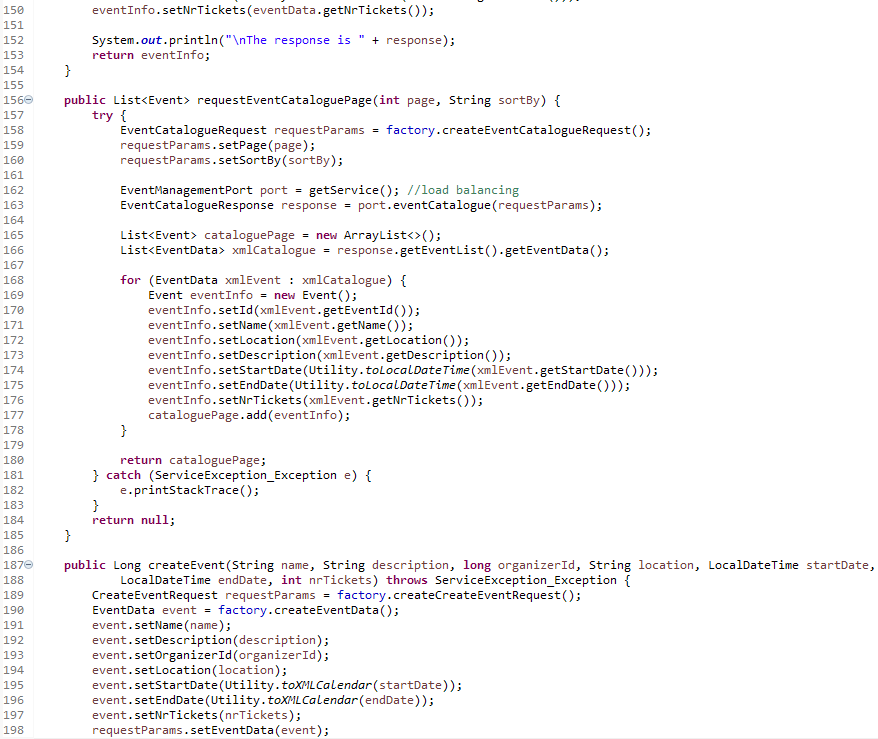 150 eventInfo.setNrTickets(eventData.getNrTickets());
151
152 System.out.println("\nThe response is " + response);
153 return eventInfo;
154 }
155
156 public List<Event> requestEventCataloguePage(int page, String sortBy) {
157 try {
158 EventCatalogueRequest requestParams = factory.createEventCatalogueRequest();
159 requestParams.setPage(page);
160 requestParams.setSortBy(sortBy);
161
162 EventManagementPort port = getService(); //load balancing
163 EventCatalogueResponse response = port.eventCatalogue(requestParams);
164
165 List<Event> cataloguePage = new ArrayList<>();
166 List<EventData> xmlCatalogue = response.getEventList().getEventData();
167
168 for (EventData xmlEvent : xmlCatalogue) {
169 Event eventInfo = new Event();
170 eventInfo.setId(xmlEvent.getEventId());
171 eventInfo.setName(xmlEvent.getName());
172 eventInfo.setLocation(xmlEvent.getLocation());
173 eventInfo.setDescription(xmlEvent.getDescription());
174 eventInfo.setStartDate(Utility.toLocalDateTime(xmlEvent.getStartDate()));
175 eventInfo.setEndDate(Utility.toLocalDateTime(xmlEvent.getEndDate()));
176 eventInfo.setNrTickets(xmlEvent.getNrTickets());
177 cataloguePage.add(eventInfo);
178 }
179
180 return cataloguePage;
181 } catch (ServiceException_Exception e) {
182 e.printStackTrace();
183 }
184 return null;
185 }
186
187 public Long createEvent(String name, String description, long organizerId, String location, LocalDateTime startDate,
188 LocalDateTime endDate, int nrTickets) throws ServiceException_Exception {
189 CreateEventRequest requestParams = factory.createCreateEventRequest();
190 EventData event = factory.createEventData();
191 event.setName(name);
192 event.setDescription(description);
193 event.setOrganizerId(organizerId);
194 event.setLocation(location);
195 event.setStartDate(Utility.toXMLCalendar(startDate));
196 event.setEndDate(Utility.toXMLCalendar(endDate));
197 event.setNrTickets(nrTickets);
198 requestParams.setEventData(event);